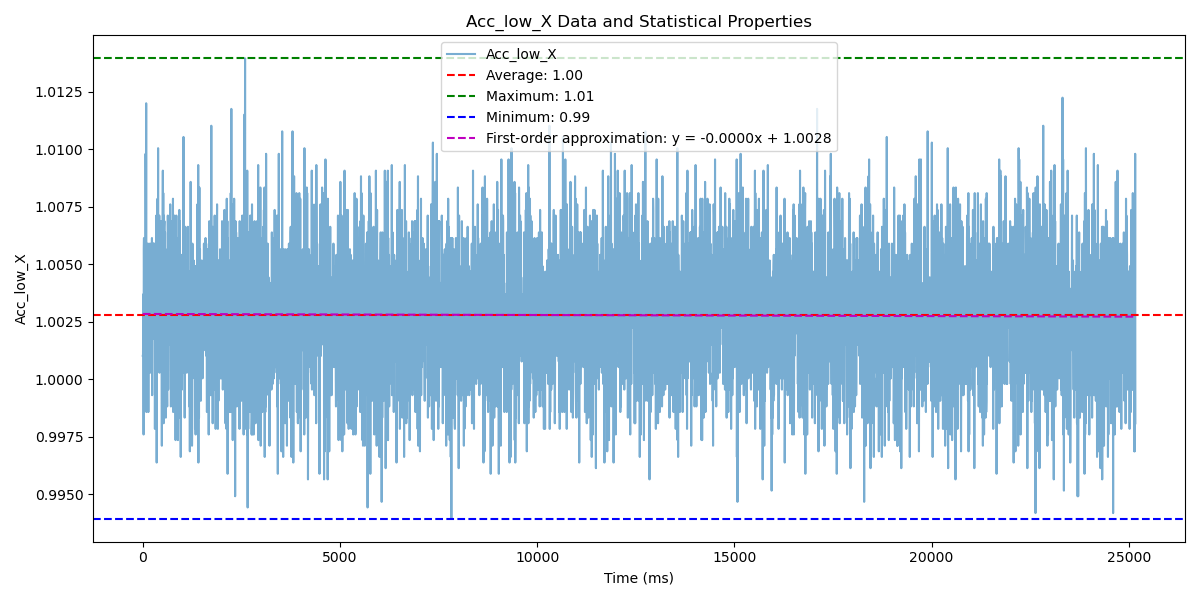 Acc_low_X Data and Statistical Properties
Acc_low_X
Average: 1.00
Maximum: 1.01
Minimum: 0.99
First-order approximation: y = -0.0000x + 1.0028
Acc_low_X
1.0125
1.0100
1.0075
1.0050
1.0025
1.0000
0.9975
0.9950
0 5000 10000 15000 20000 25000
Time (ms)